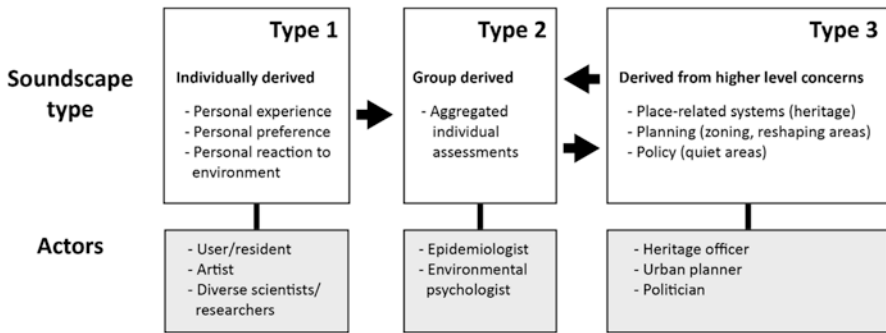 Type 1
Type 2
Type 3
Soundscape
type
Individually derived
- Personal experience
- Personal preference
- Personal reaction to
environment
Group derived
- Aggregated
individual
assessments
Derived from higher level concerns
- Place-related systems (heritage)
- Planning (zoning, reshaping areas)
- Policy (quiet areas)
Actors
- User/resident
- Artist
- Diverse scientists/
researchers
- Epidemiologist
- Environmental
psychologist
- Heritage officer
- Urban planner
- Politician